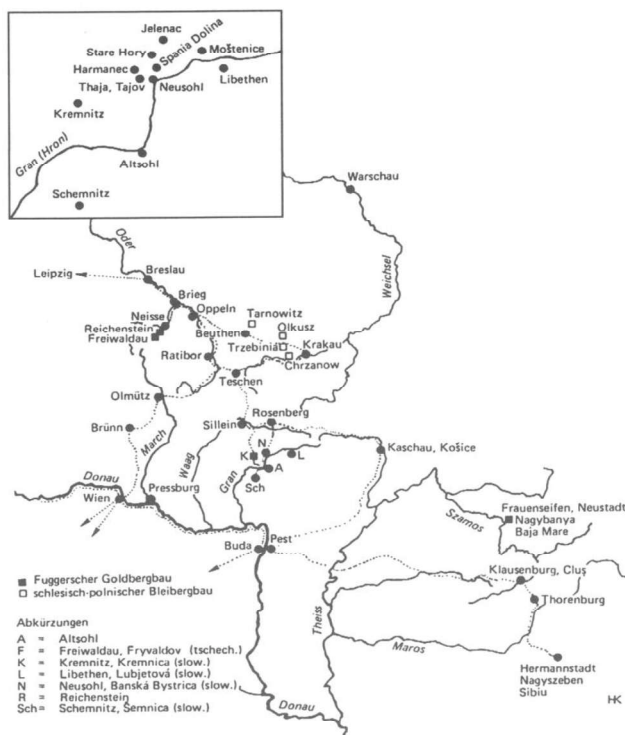 Jelenac
Stare Hory
Spania Dolina
Moštenice
Harmanec
Thaja, Tajov
Neusohl
Libethen
Kremnitz
Gran (Hron)
Altsohl
Schemnitz
Warschau
Oder
Weichsel
Leipzig
Breslau
Brieg
Neisse
Oppeln
Tarnowitz
Reichenstein
Beuthen
Olkusz
Freiwaldau
Trzebinia
Krakau
Ratibor
Chrzanow
Teschen
Olmütz
Rosenberg
Brünn
Sillein
March
Waag
N
K
L
Kaschau, Košice
A
Gran
Sch
Donau
Wien
Pressburg
Szamos
Frauenseifen, Neustadt
Nagybanya
Baja Mare
Buda
Pest
Klausenburg, Cluş
Thorenburg
Theiss
Maros
Hermannstadt
Nagyszeben
Sibiu
Donau
HK
Fuggerscher Goldbergbau
schlesisch-polnischer Bleibergbau
Abkürzungen
A = Altsohl
F = Freiwaldau, Fryvaldov (tschech.)
K = Kremnitz, Kremnica (slow.)
L = Libethen, Lubjetová (slow.)
N = Neusohl, Banská Bystrica (slow.)
R = Reichenstein
Sch= Schemnitz, Šemnica (slow.)